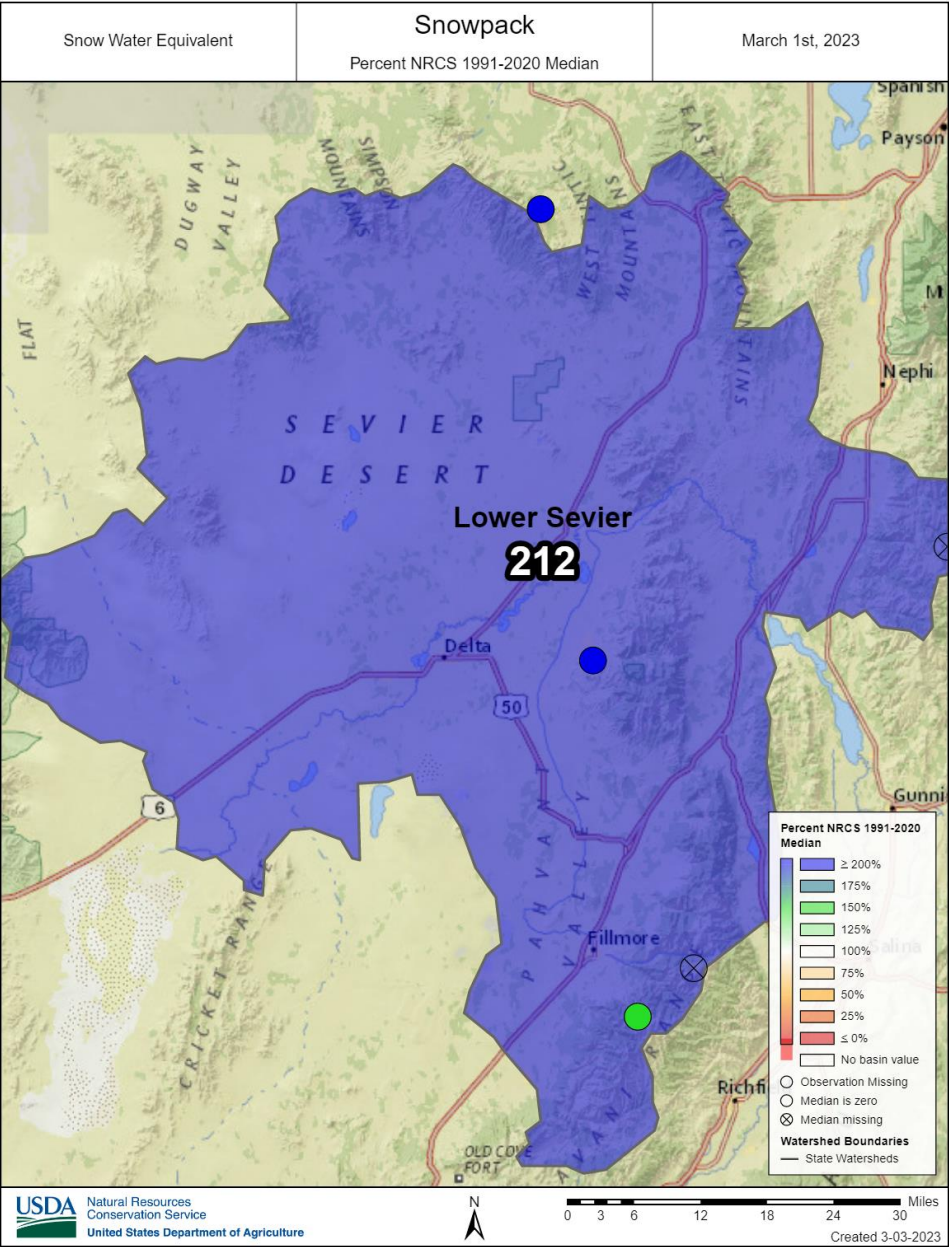 Snow Water Equivalent
Snowpack
Percent NRCS 1991-2020 Median
March 1st, 2023
Spanish
Payson
EAST TINTIC MOUNTAINS
SIMPSON
MOUNTAINS
DUGWAY
VALLEY
WEST TINTIC
MOUNTAINS
Mt
FLAT
Nephi
SEVIER
DESERT
Lower Sevier
212
Delta
50
6
Gunni
PAHVANT
VALLEY
Fillmore
CRICKET RANGE
Salina
Richfi
OLD COVE
FORT
Percent NRCS 1991-2020
Median
≥ 200%
175%
150%
125%
100%
75%
50%
25%
≤ 0%
No basin value
Observation Missing
Median is zero
Median missing
Watershed Boundaries
State Watersheds
USDA
Natural Resources
Conservation Service
United States Department of Agriculture
N
Miles
0 3 6 12 18 24 30
Created 3-03-2023